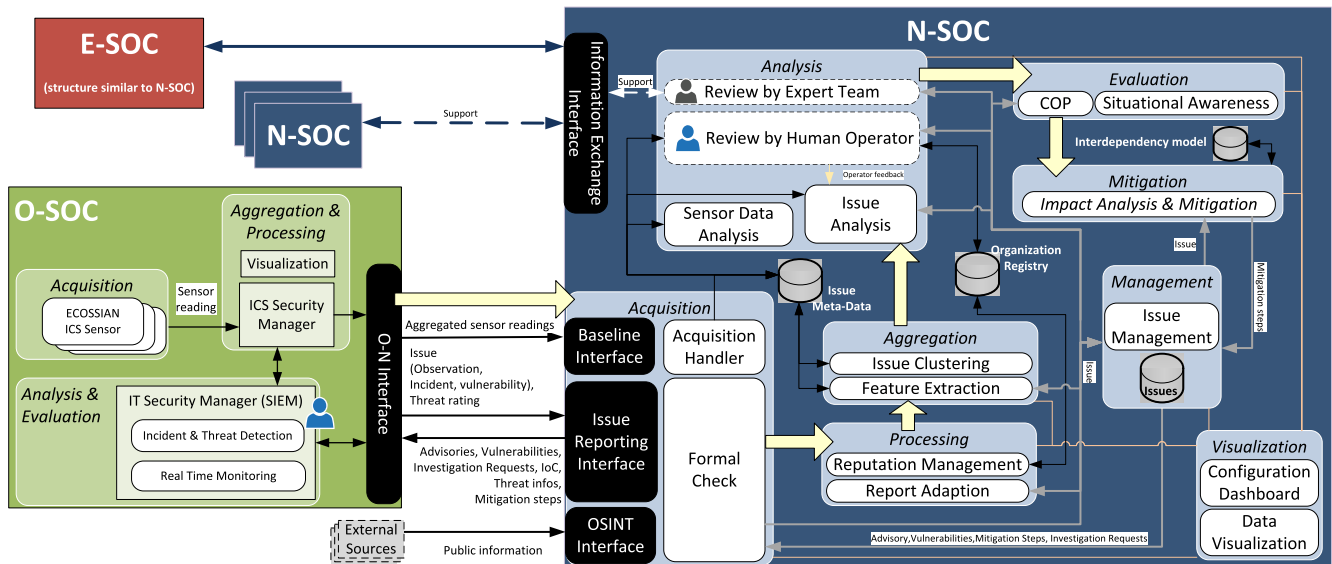 E-SOC
(structure similar to N-SOC)
N-SOC
Support
O-SOC
Aggregation &
Processing
Visualization
ICS Security
Manager
Acquisition
ECOSSIAN
ICS Sensor
Sensor
reading
Analysis &
Evaluation
IT Security Manager (SIEM)
Incident & Threat Detection
Real Time Monitoring
O-N Interface
Aggregated sensor readings
Issue
(Observation,
Incident, vulnerability),
Threat rating
Advisories, Vulnerabilities,
Investigation Requests, IoC,
Threat infos,
Mitigation steps
External
Sources
Public information
N-SOC
Information Exchange
Interface
Support
Analysis
Review by Expert Team
Review by Human Operator
Operator feedback
Sensor Data
Analysis
Issue
Analysis
Evaluation
COP
Situational Awareness
Interdependency model
Mitigation
Impact Analysis & Mitigation
Issue
Mitigation steps
Organization
Registry
Issue
Meta-Data
Management
Issue
Management
Issues
Issue
Acquisition
Baseline
Interface
Acquisition
Handler
Issue
Reporting
Interface
Formal
Check
OSINT
Interface
Aggregation
Issue Clustering
Feature Extraction
Processing
Reputation Management
Report Adaption
Advisory,Vulnerabilities,Mitigation Steps, Investigation Requests
Visualization
Configuration
Dashboard
Data
Visualization